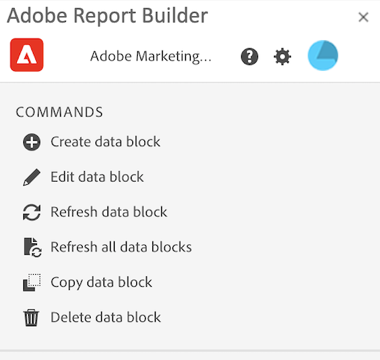 Adobe Report Builder
Adobe Marketing...
COMMANDS
Create data block
Edit data block
Refresh data block
Refresh all data blocks
Copy data block
Delete data block